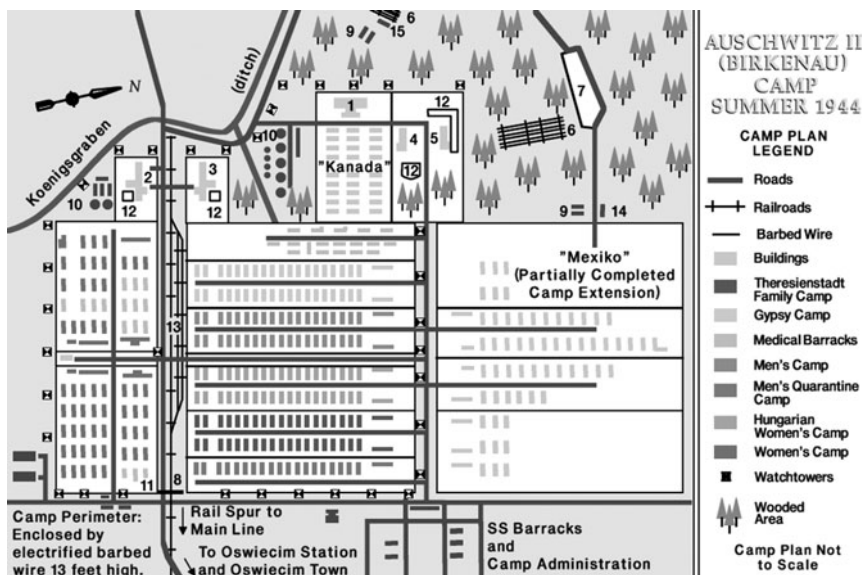 6
9
15
N
(ditch)
Koenigsgraben
1
12
7
10
4
5
6
"Kanada"
12
2
3
10
12
12
9
14
"Mexiko"
(Partially Completed
Camp Extension)
13
11
8
Camp Perimeter:
Enclosed by
electrified barbed
wire 13 feet high.
Rail Spur to
Main Line
To Oswiecim Station
and Oswiecim Town
SS Barracks
and
Camp Administration
AUSCHWITZ II
(BIRKENAU)
CAMP
SUMMER 1944
CAMP PLAN
LEGEND
Roads
Railroads
Barbed Wire
Buildings
Theresienstadt
Family Camp
Gypsy Camp
Medical Barracks
Men's Camp
Men's Quarantine
Camp
Hungarian
Women's Camp
Women's Camp
Watchtowers
Wooded
Area
Camp Plan Not
to Scale